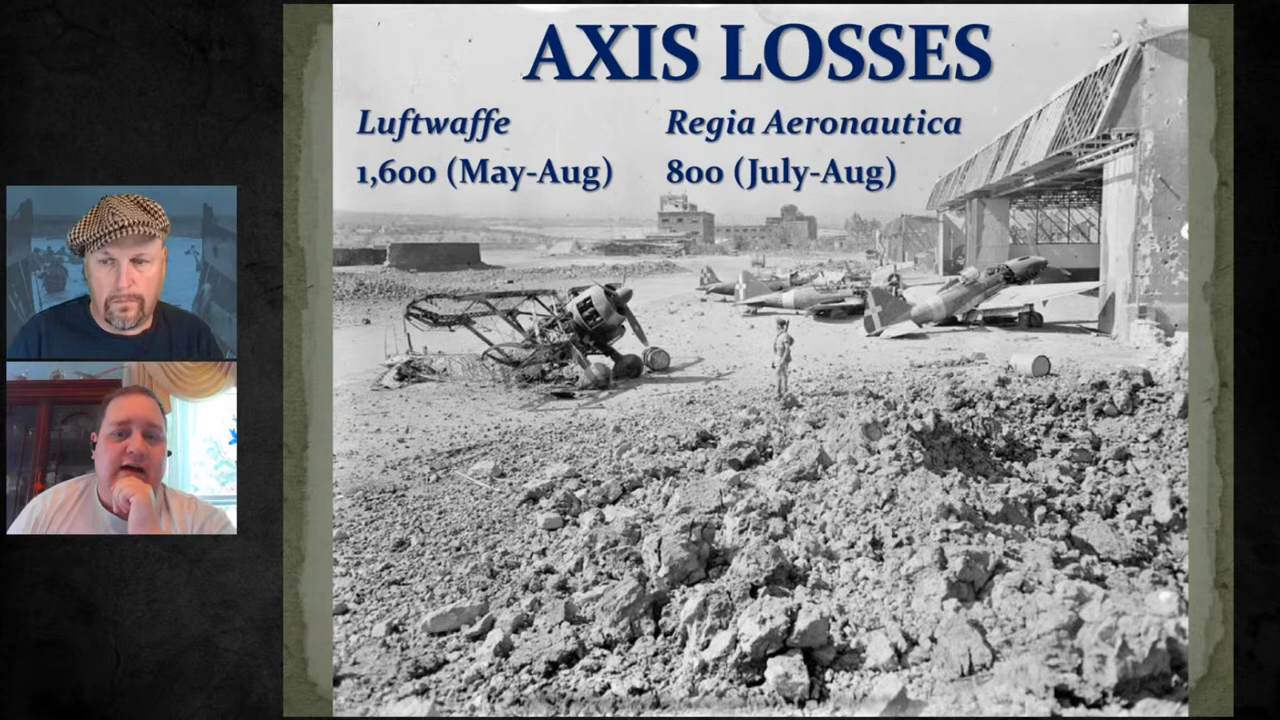 AXIS LOSSES
Luftwaffe
1,600 (May-Aug)
Regia Aeronautica
800 (July-Aug)